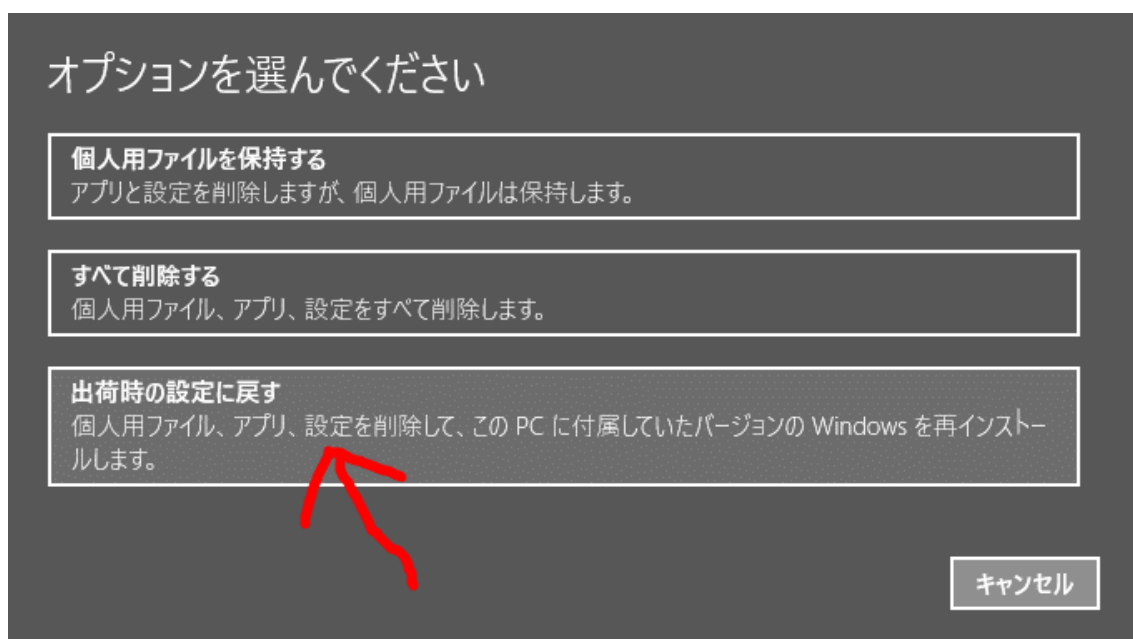 オプションを選んでください
個人用ファイルを保持する
アプリと設定を削除しますが、個人用ファイルは保持します。
すべて削除する
個人用ファイル、アプリ、設定をすべて削除します。
出荷時の設定に戻す
個人用ファイル、アプリ、設定を削除して、この PC に付属していたバージョンの Windows を再インストー
ルします。
キャンセル